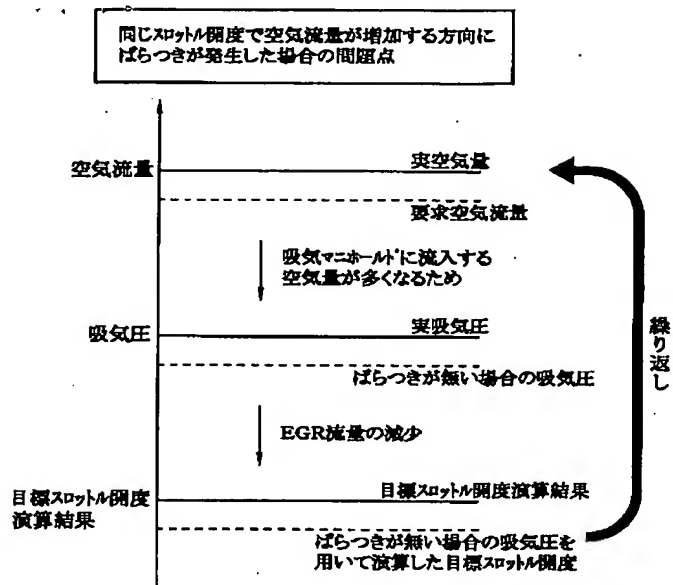 同じスロットル開度で空気流量が増加する方向に
ばらつきが発生した場合の問題点
空気流量
実空気量
要求空気流量
吸気マニホールドに流入する
空気量が多くなるため
吸気圧
実吸気圧
ばらつきが無い場合の吸気圧
EGR流量の減少
目標スロットル開度
演算結果
目標スロットル開度演算結果
ばらつきが無い場合の吸気圧を
用いて演算した目標スロットル開度
繰り返し